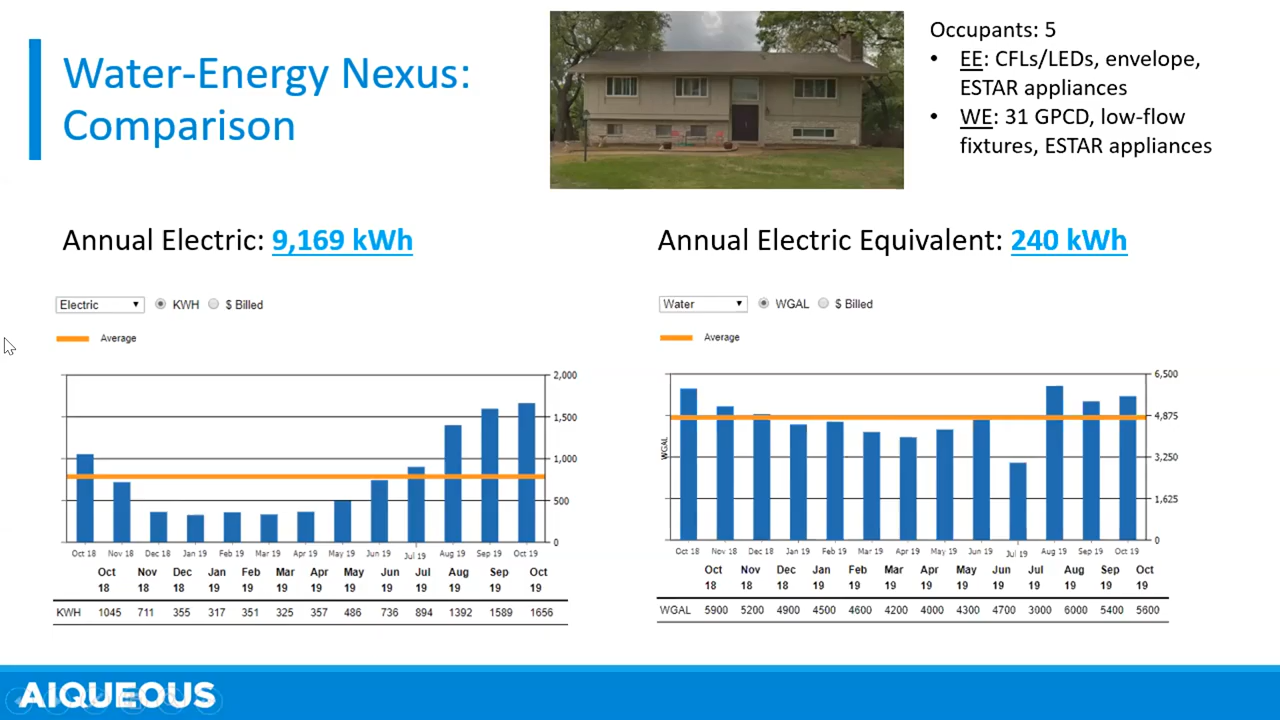 Water-Energy Nexus:
Comparison
Occupants: 5
• EE: CFLs/LEDs, envelope,
ESTAR appliances
• WE: 31 GPCD, low-flow
fixtures, ESTAR appliances
Annual Electric: 9,169 kWh
Electric KWH $ Billed
Average
2,000
1,500
1,000
500
0
Oct 18 Nov 18 Dec 18 Jan 19 Feb 19 Mar 19 Apr 19 May 19 Jun 19 Jul 19 Aug 19 Sep 19 Oct 19
Oct Nov Dec Jan Feb Mar Apr May Jun Jul Aug Sep Oct
18 18 18 19 19 19 19 19 19 19 19 19 19
KWH 1045 711 355 317 351 325 357 486 736 894 1392 1589 1656
Annual Electric Equivalent: 240 kWh
Water WGAL $ Billed
Average
6,500
4,875
3,250
1,625
0
WGAL
Oct 18 Nov 18 Dec 18 Jan 19 Feb 19 Mar 19 Apr 19 May 19 Jun 19 Jul 19 Aug 19 Sep 19 Oct 19
Oct Nov Dec Jan Feb Mar Apr May Jun Jul Aug Sep Oct
18 18 18 19 19 19 19 19 19 19 19 19 19
WGAL 5900 5200 4900 4500 4600 4200 4000 4300 4700 3000 6000 5400 5600
AIQUEOUS